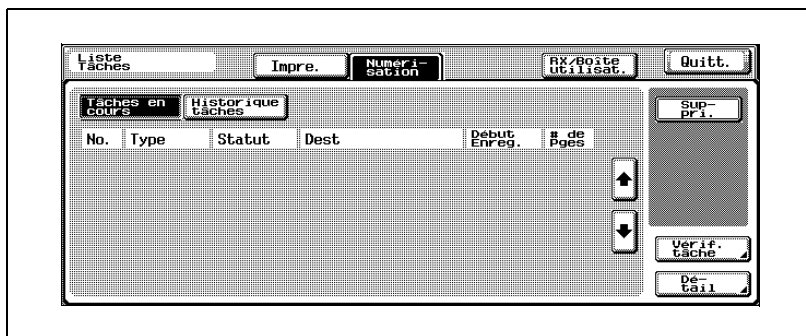 Liste
Tâches
Impre.
Numéri-
sation
RX/Boîte
utilisat.
Quitt.
Tâches en
cours
Historique
tâches
Sup-
pri.
No. Type Statut Dest Début
Enreg. # de
Pges
Vérif.
tâche
Dé-
tail